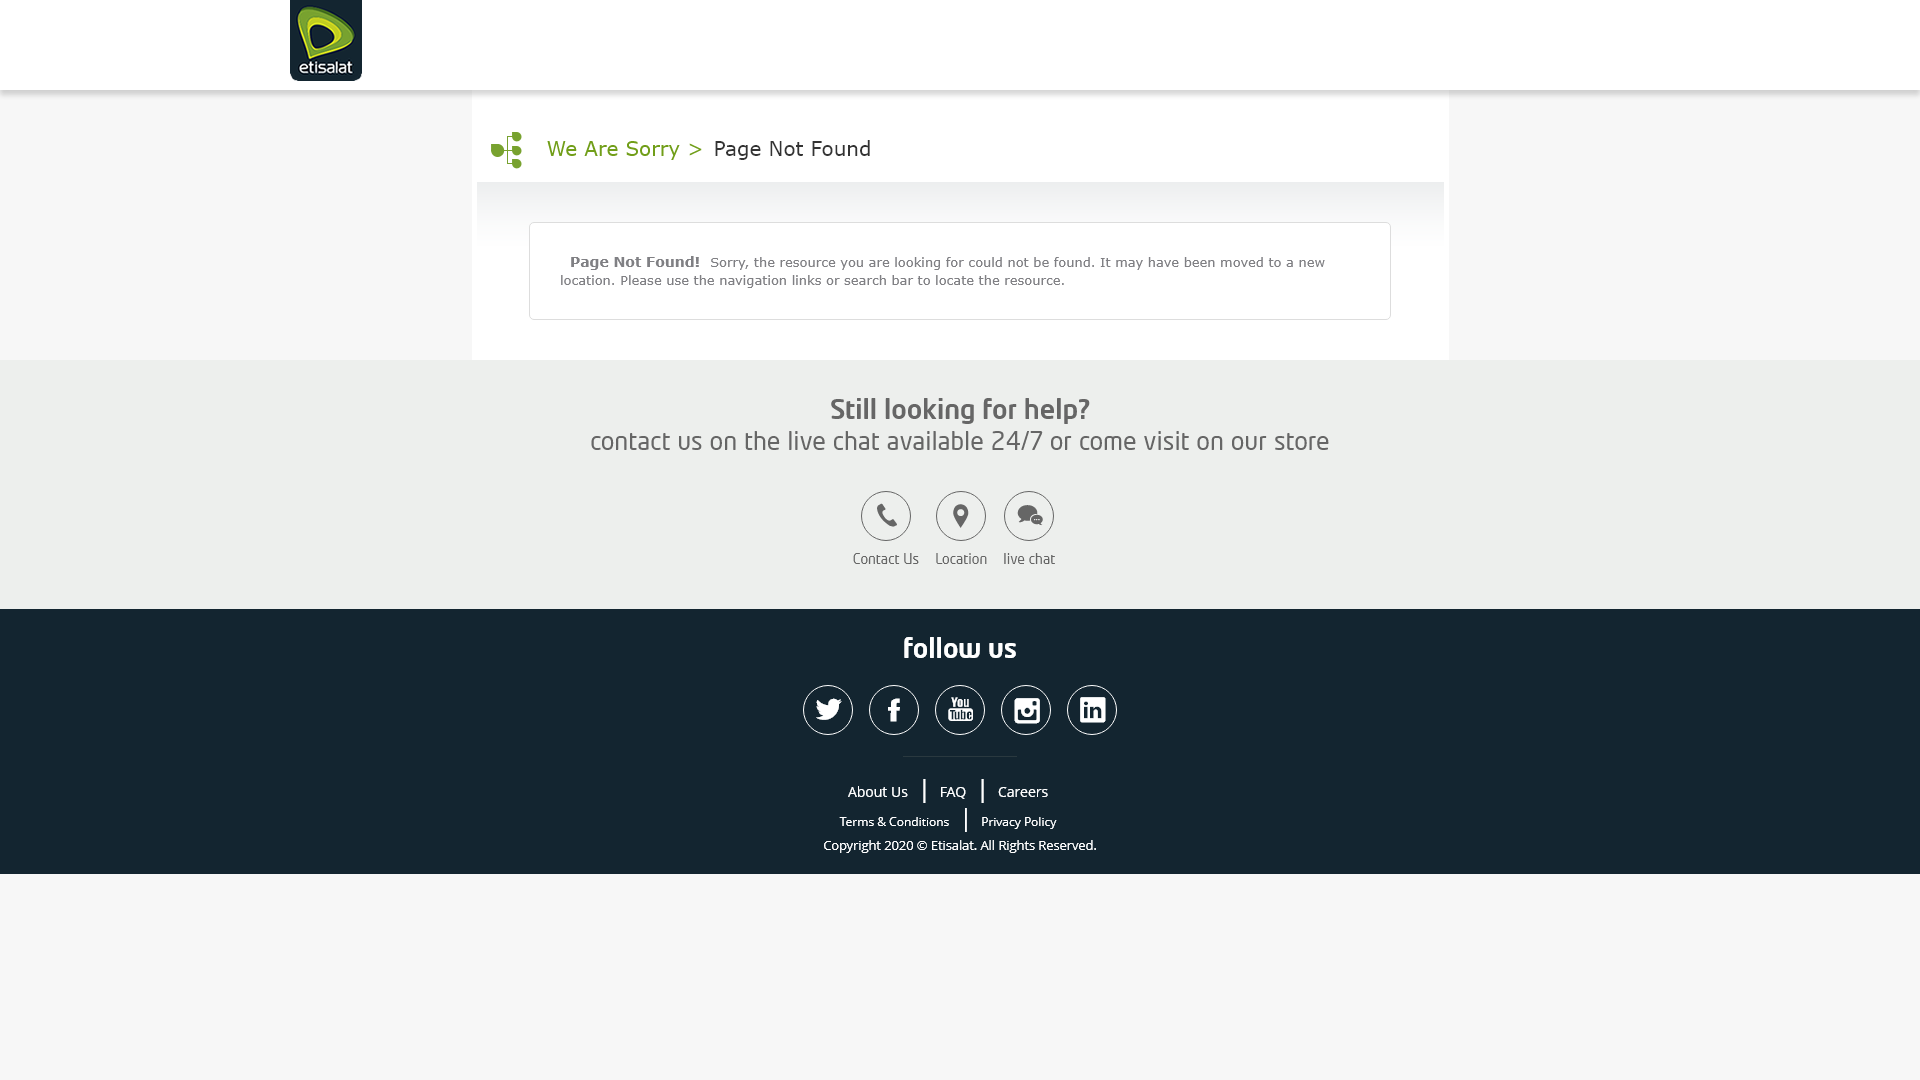 etisalat
We Are Sorry > Page Not Found
Page Not Found! Sorry, the resource you are looking for could not be found. It may have been moved to a new
location. Please use the navigation links or search bar to locate the resource.
Still looking for help?
contact us on the live chat available 24/7 or come visit on our store
Contact Us Location live chat
follow us
You
Tube
in
About Us | FAQ | Careers
Terms & Conditions | Privacy Policy
Copyright 2020 © Etisalat. All Rights Reserved.